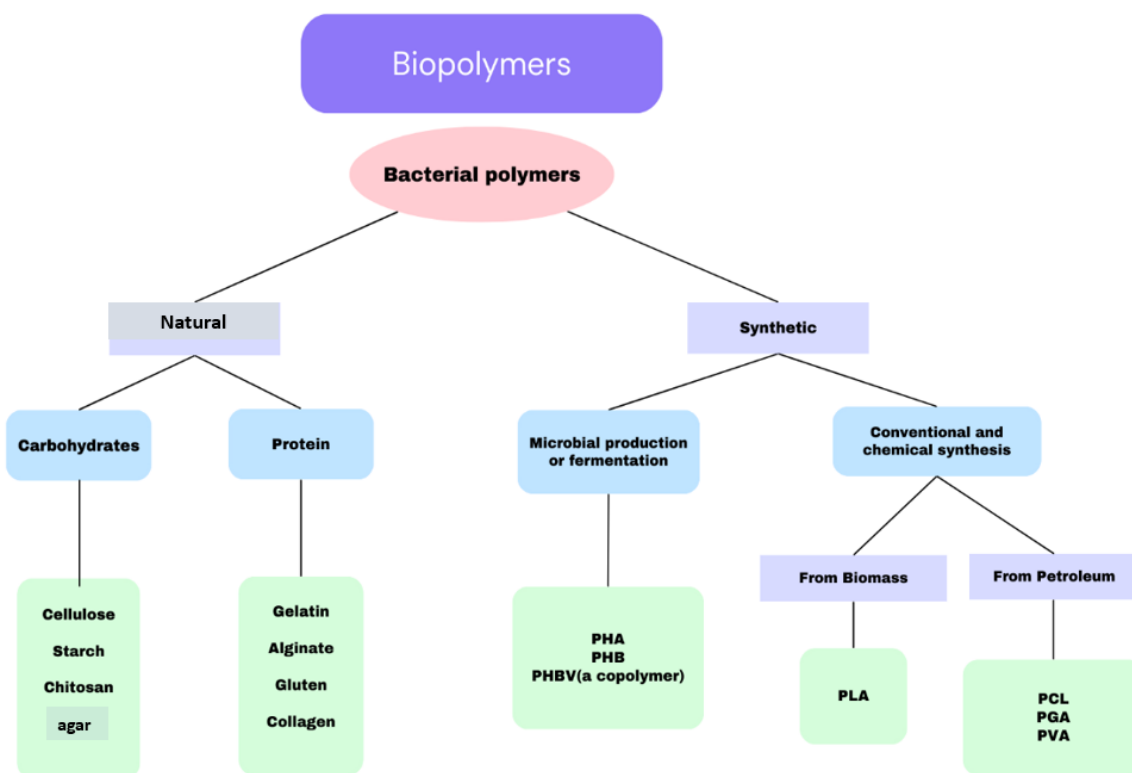 Biopolymers
Bacterial polymers
Natural
Synthetic
Carbohydrates
Protein
Microbial production
or fermentation
Conventional and
chemical synthesis
From Biomass
From Petroleum
Cellulose
Starch
Chitosan
agar
Gelatin
Alginate
Gluten
Collagen
PHA
PHB
PHBV(a copolymer)
PLA
PCL
PGA
PVA